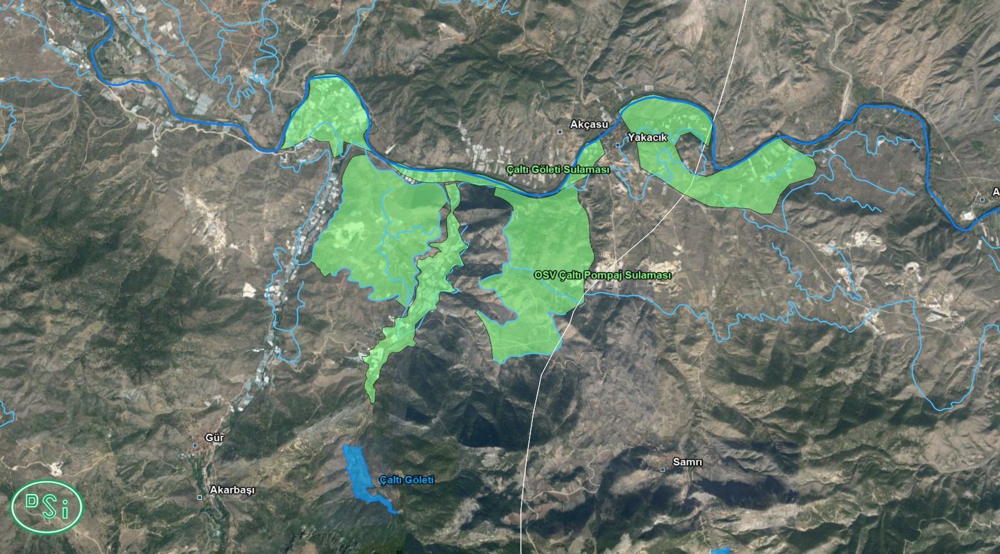 Akçasu
Yakacık
Çaltı Göleti Sulaması
A
OSV Çaltı Pompaj Sulaması
Gür
Samrı
Çaltı Göleti
Akarbaşı
DSi